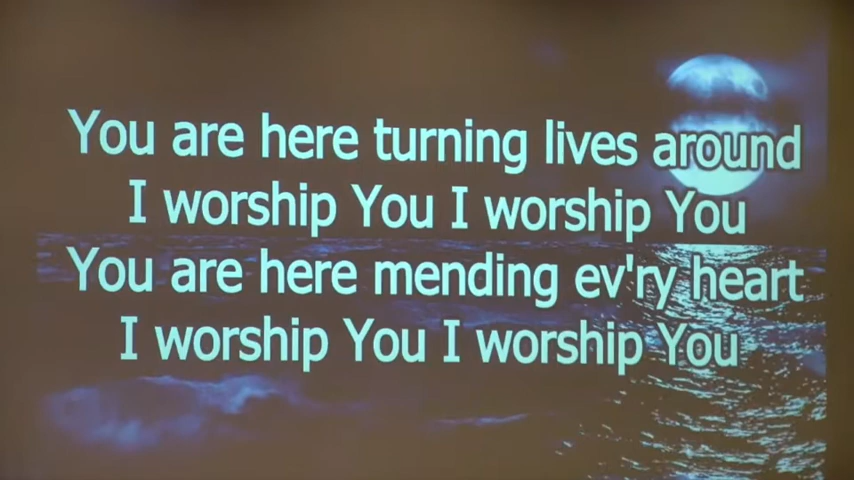 You are here turning lives around
I worship You I worship You
You are here mending ev'ry heart
I worship You I worship You